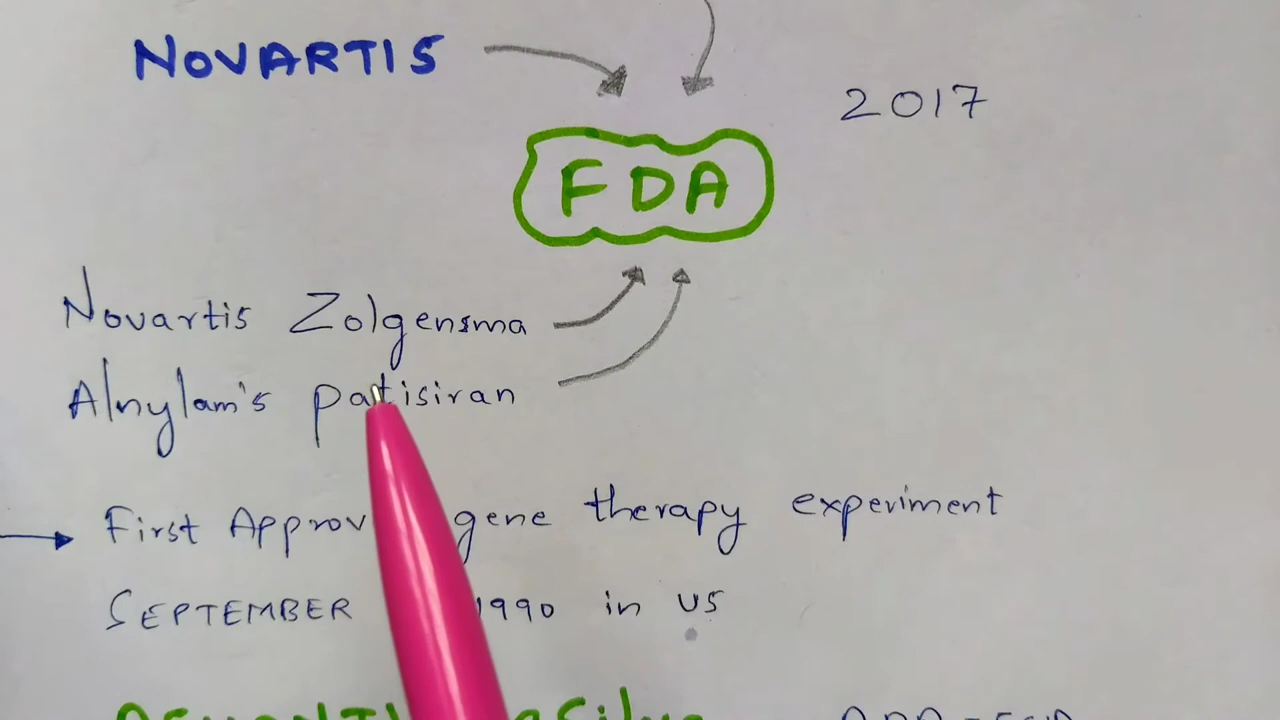 NOVARTIS
2017
FDA
Novartis Zolgensma
Alnylam's patisiran
First Approv gene therapy experiment
SEPTEMBER 1990 in US